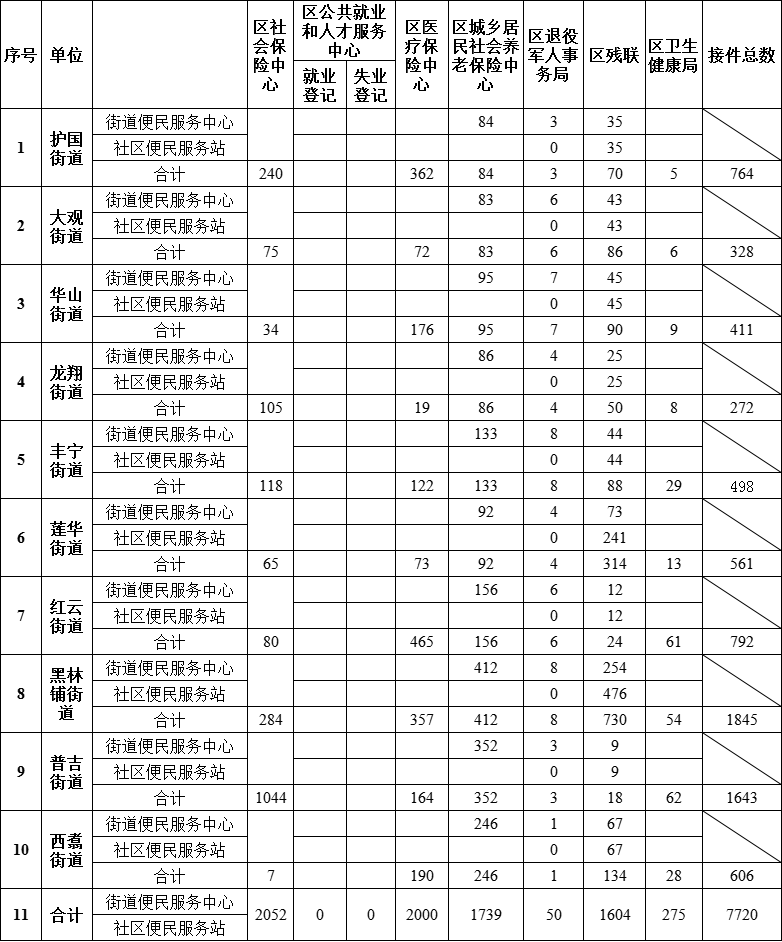 序号 单位 区社会保险中心 区公共就业和人才服务中心 区医疗保险中心 区城乡居民社会养老保险中心 区退役军人事务局 区残联 区卫生健康局 接件总数
就业登记 失业登记
1 护国街道 街道便民服务中心 84 3 35
社区便民服务站 0 35
合计 240 362 84 3 70 5 764
2 大观街道 街道便民服务中心 83 6 43
社区便民服务站 0 43
合计 75 72 83 6 86 6 328
3 华山街道 街道便民服务中心 95 7 45
社区便民服务站 0 45
合计 34 176 95 7 90 9 411
4 龙翔街道 街道便民服务中心 86 4 25
社区便民服务站 0 25
合计 105 19 86 4 50 8 272
5 丰宁街道 街道便民服务中心 133 8 44
社区便民服务站 0 44
合计 118 122 133 8 88 29 498
6 莲华街道 街道便民服务中心 92 4 73
社区便民服务站 0 241
合计 65 73 92 4 314 13 561
7 红云街道 街道便民服务中心 156 6 12
社区便民服务站 0 12
合计 80 465 156 6 24 61 792
8 黑林铺街道 街道便民服务中心 412 8 254
社区便民服务站 0 476
合计 284 357 412 8 730 54 1845
9 普吉街道 街道便民服务中心 352 3 9
社区便民服务站 0 9
合计 1044 164 352 3 18 62 1643
10 西翥街道 街道便民服务中心 246 1 67
社区便民服务站 0 67
合计 7 190 246 1 134 28 606
11 合计 街道便民服务中心 2052 0 0 2000 1739 50 1604 275 7720
社区便民服务站